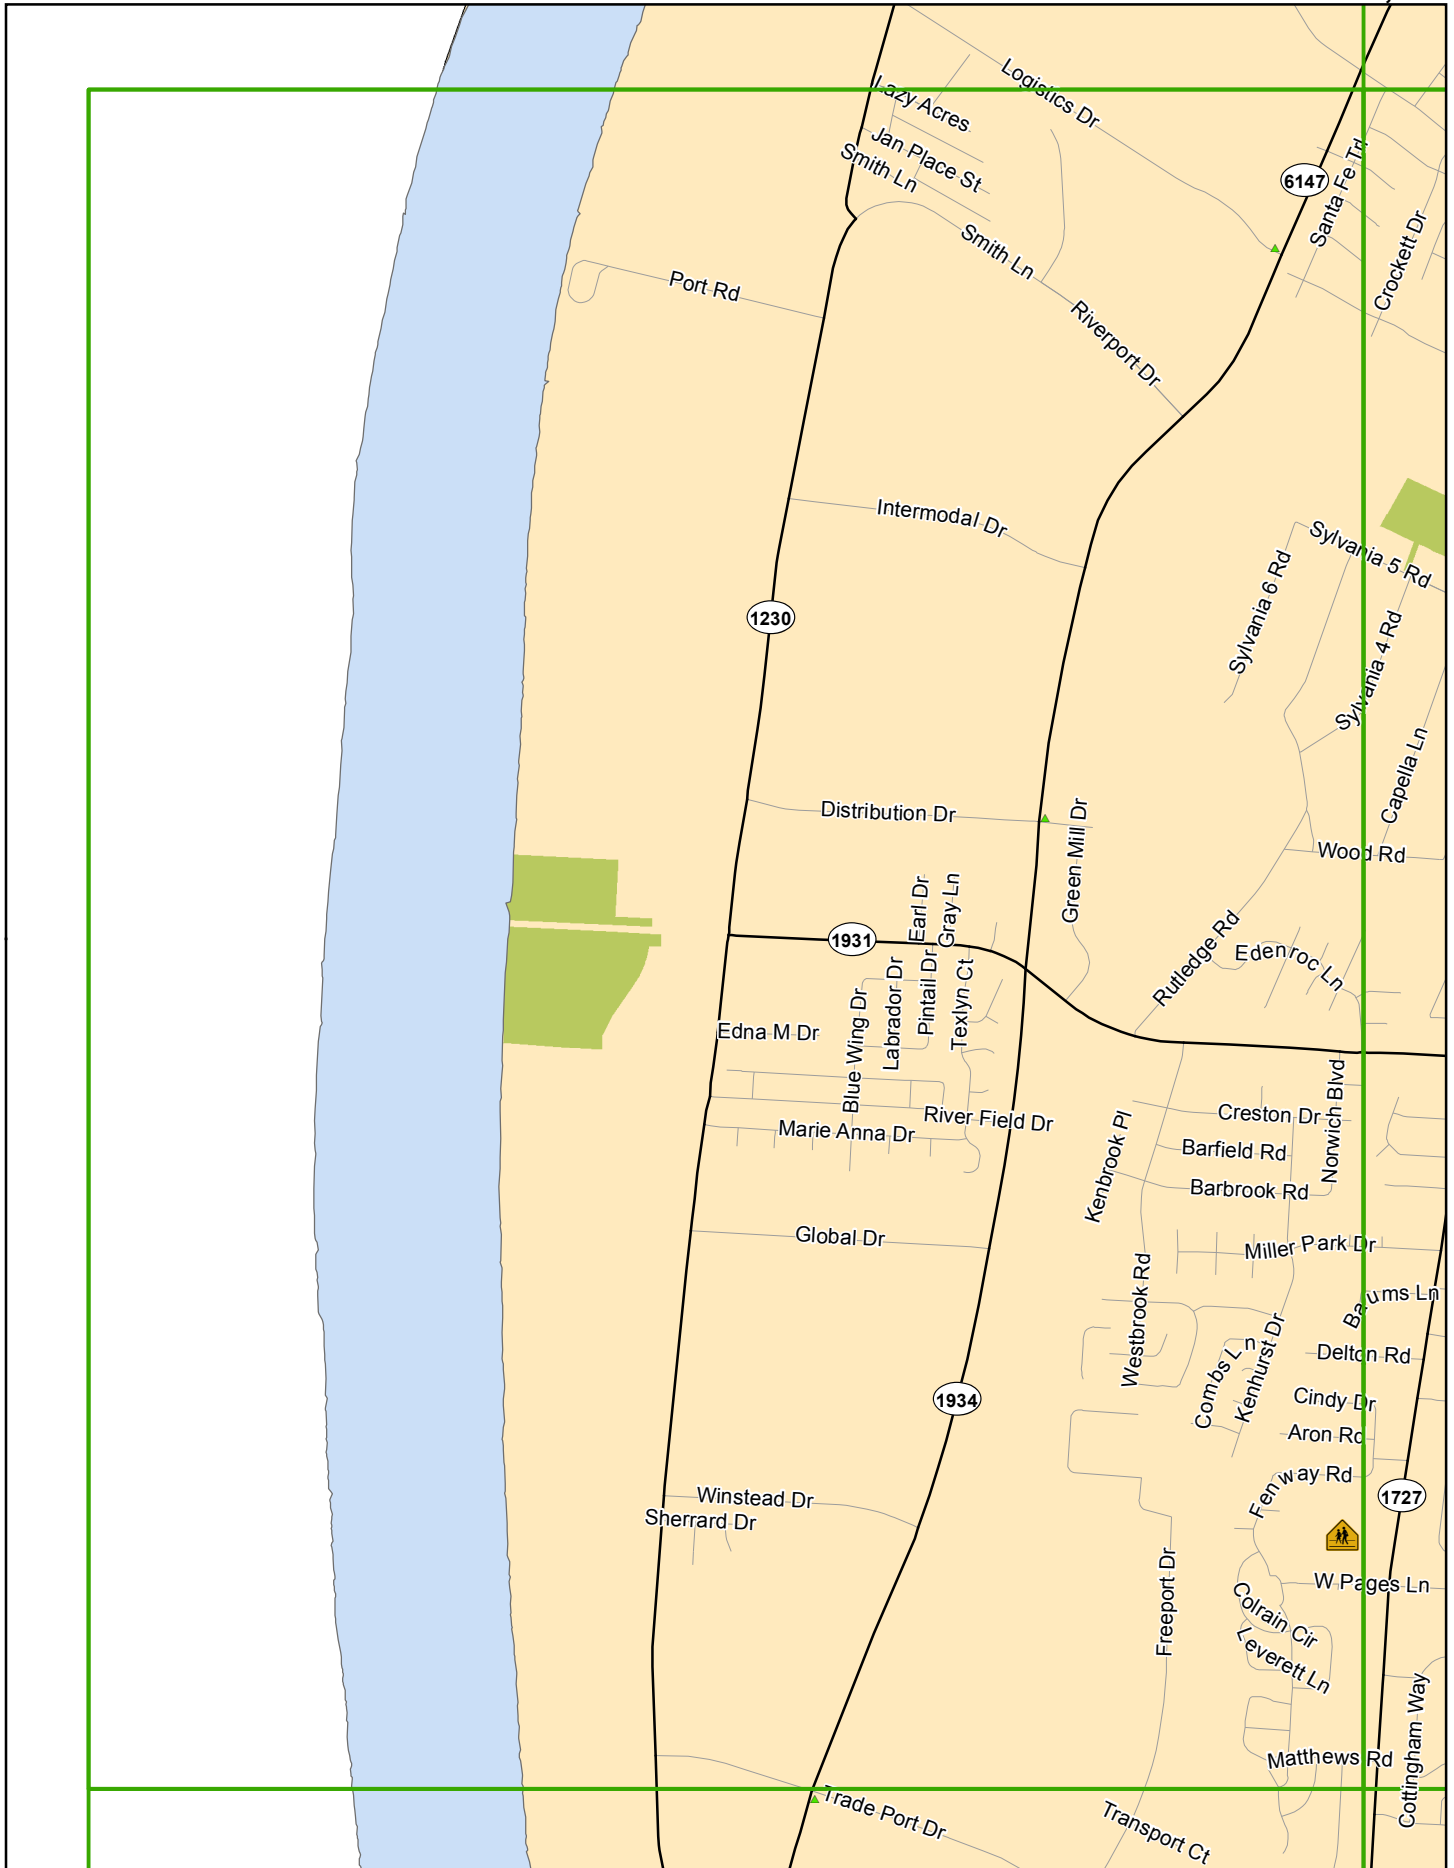 Logistics Dr
Lazy Acres
Jan Place St
Smith Ln
6147
Santa Fe Trl
Crockett Dr
Smith Ln
Port Rd
Riverport Dr
Intermodal Dr
Sylvania 5 Rd
Sylvania 6 Rd
1230
Sylvania 4 Rd
Capella Ln
Distribution Dr
Green Mill Dr
Wood Rd
Earl Dr
Gray Ln
1931
Rutledge Rd
Edenroc Ln
Pintail Dr
Labrador Dr
Texlyn Ct
Blue Wing Dr
Edna M Dr
River Field Dr
Marie Anna Dr
Creston Dr
Norwich Blvd
Barfield Rd
Kenbrook Pl
Barbrook Rd
Global Dr
Miller Park Dr
Westbrook Rd
Baums Ln
Combs Ln
Kenhurst Dr
Delton Rd
1934
Cindy Dr
Aron Rd
Fenway Rd
1727
Winstead Dr
Sherrard Dr
Freeport Dr
W Pages Ln
Colrain Cir
Leverett Ln
Cottingham Way
Matthews Rd
Trade Port Dr
Transport Ct